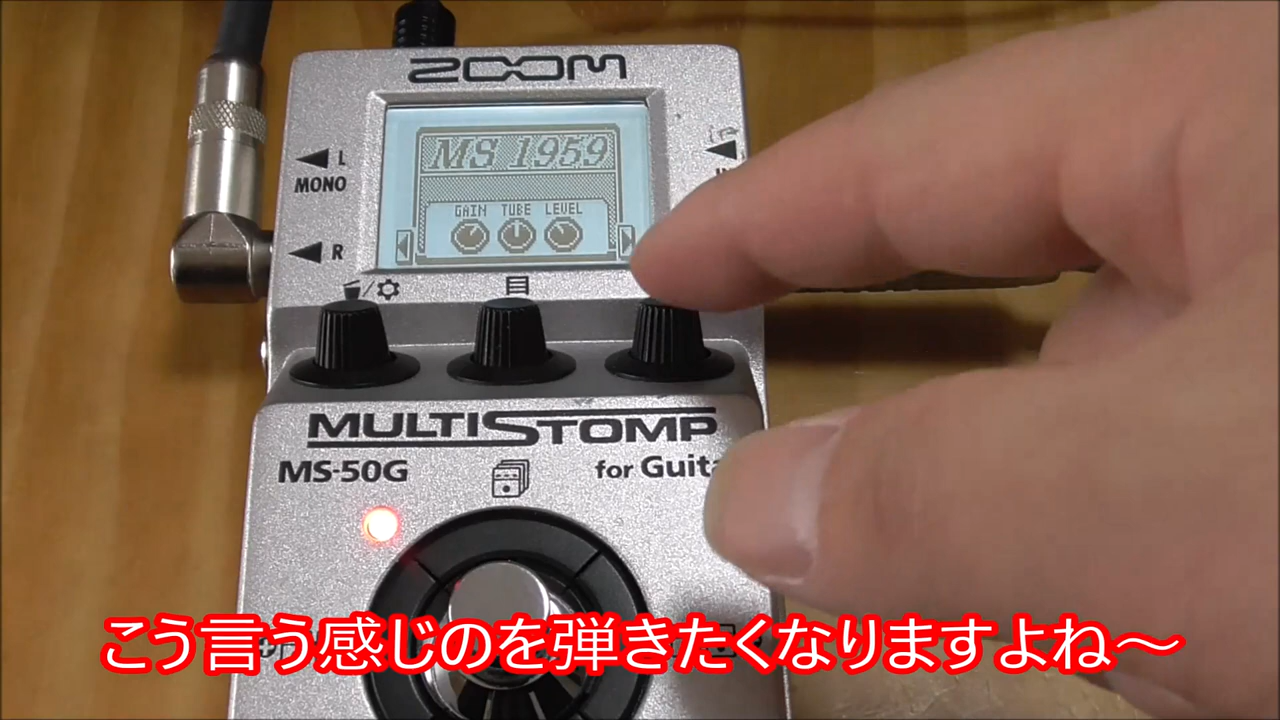 ZOOM
MS 1959
L
MONO
GAIN TUBE LEVEL
R
MULTISTOMP
MS-50G
for
こう言う感じのを弾きたくなりますよね～